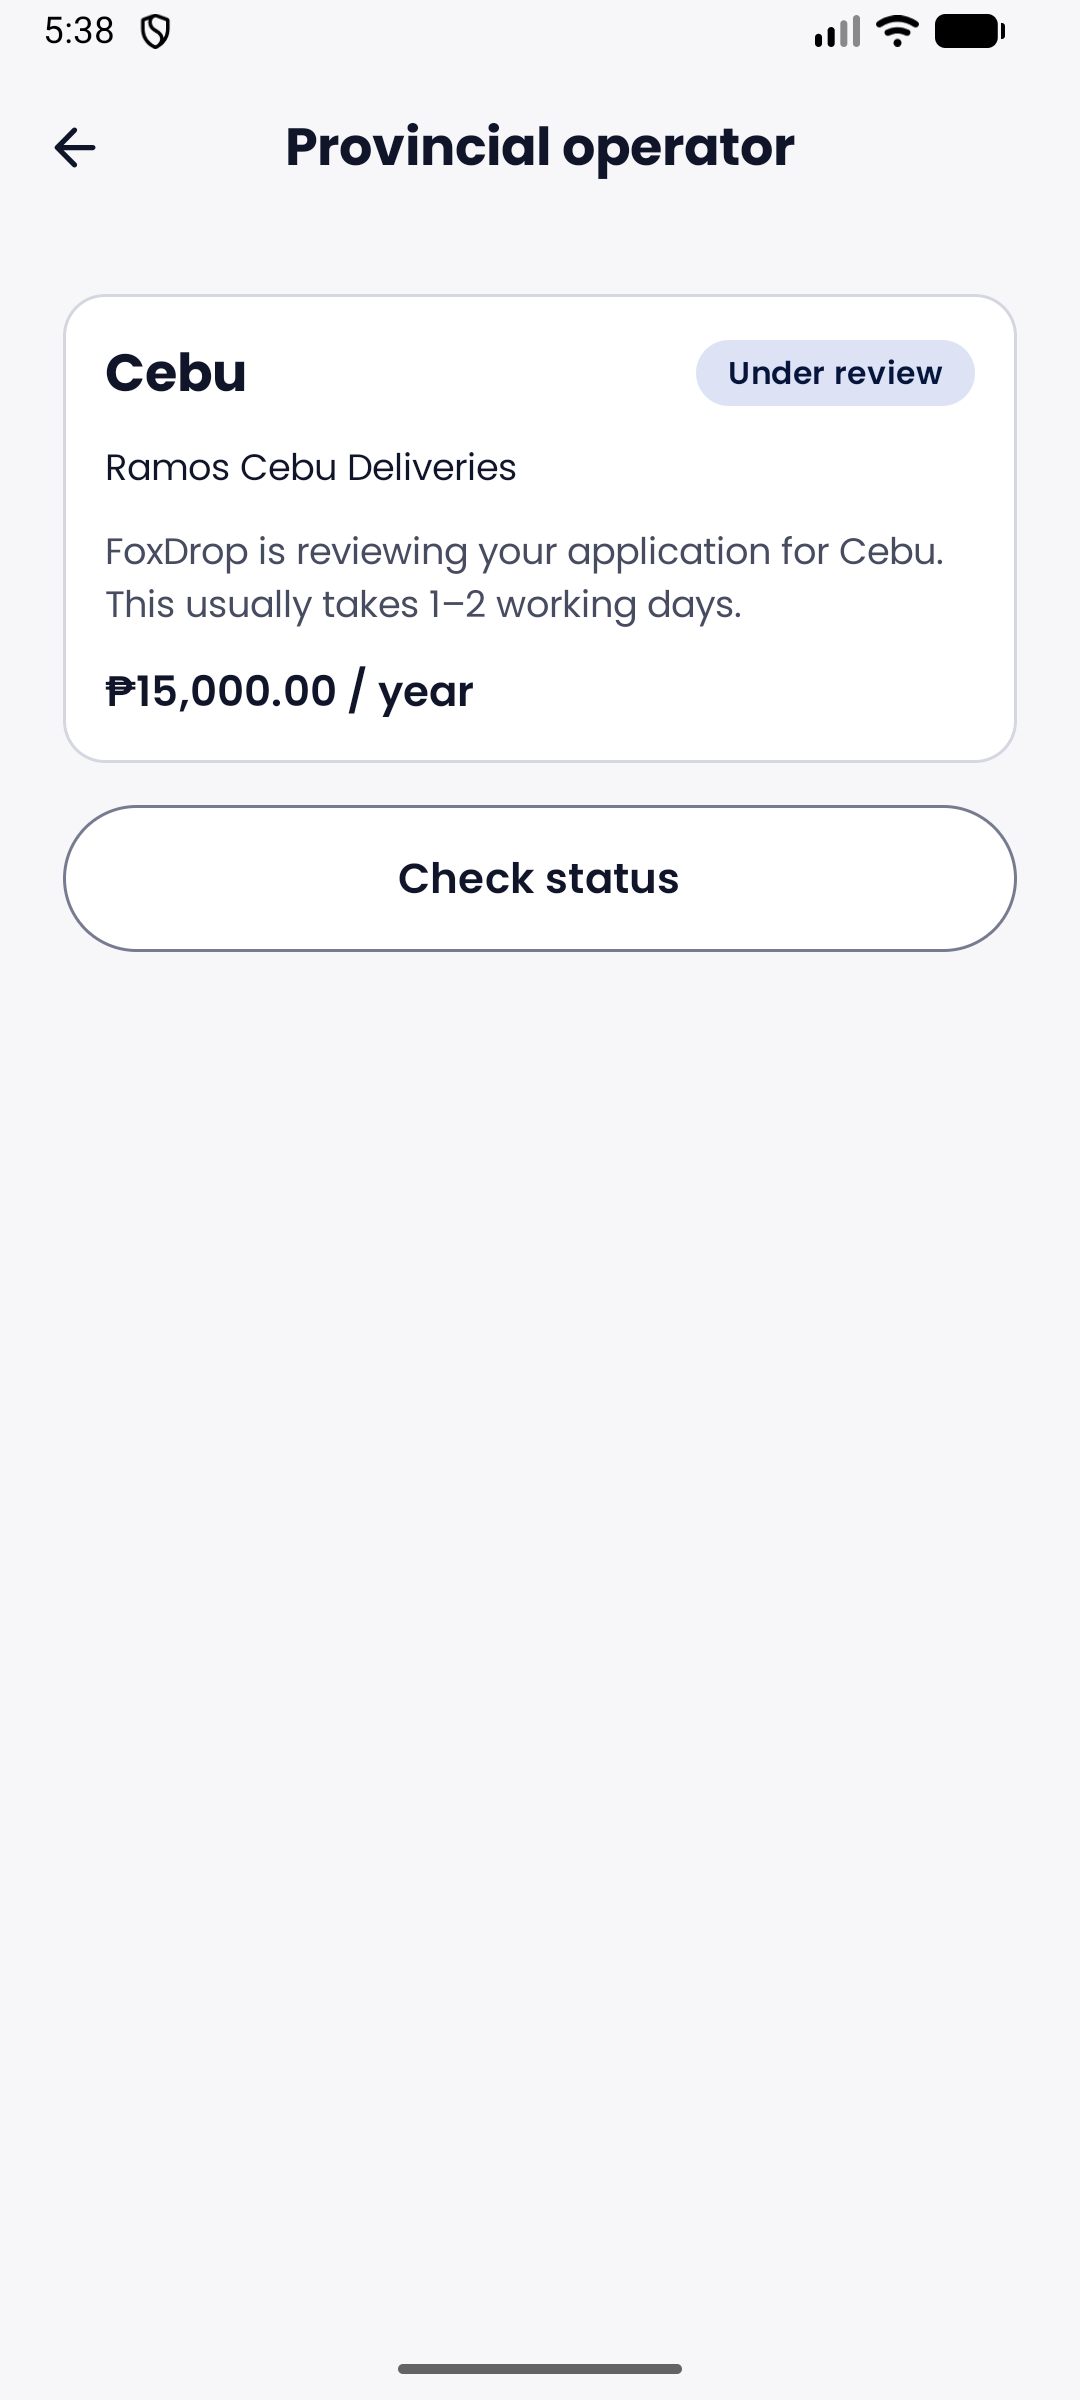 5:38
Provincial operator
Cebu
Under review
Ramos Cebu Deliveries
FoxDrop is reviewing your application for Cebu.
This usually takes 1–2 working days.
₱15,000.00 / year
Check status